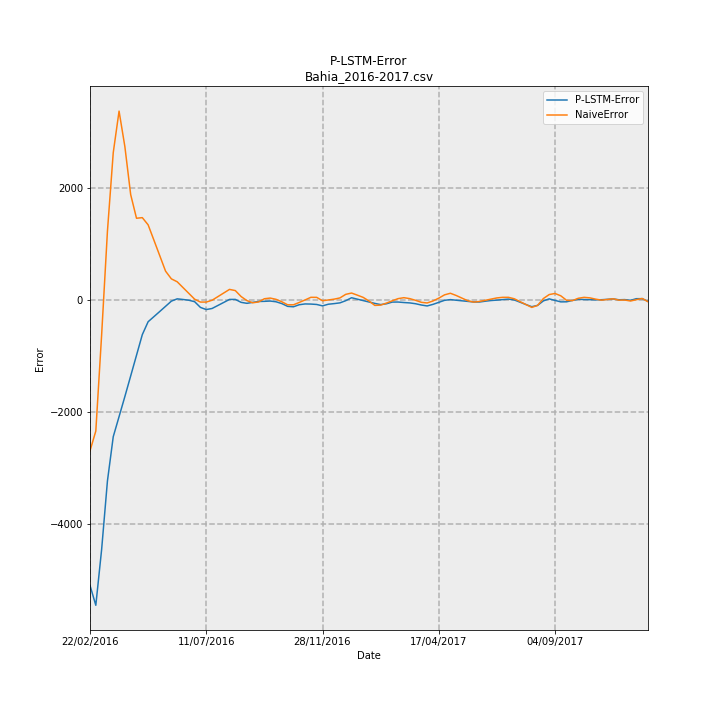 P-LSTM-Error
Bahia_2016-2017.csv
P-LSTM-Error
NaiveError
2000
0
−2000
−4000
Error
22/02/2016 11/07/2016 28/11/2016 17/04/2017 04/09/2017
Date